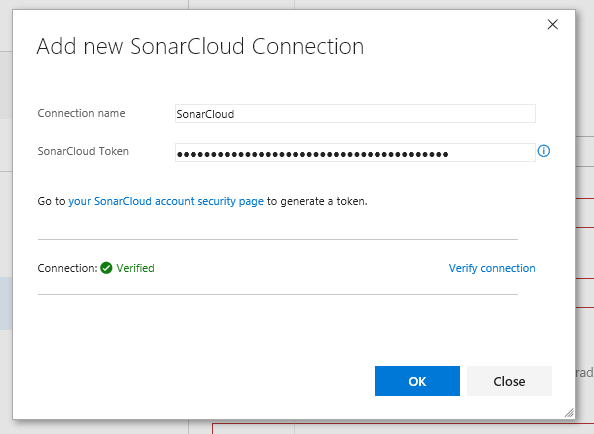 Add new SonarCloud Connection
Connection name
SonarCloud
SonarCloud Token
●●●●●●●●●●●●●●●●●●●●●●●●●●●●●●●●●●●●●●●●
Go to your SonarCloud account security page to generate a token.
Connection: Verified
Verify connection
rad
OK
Close